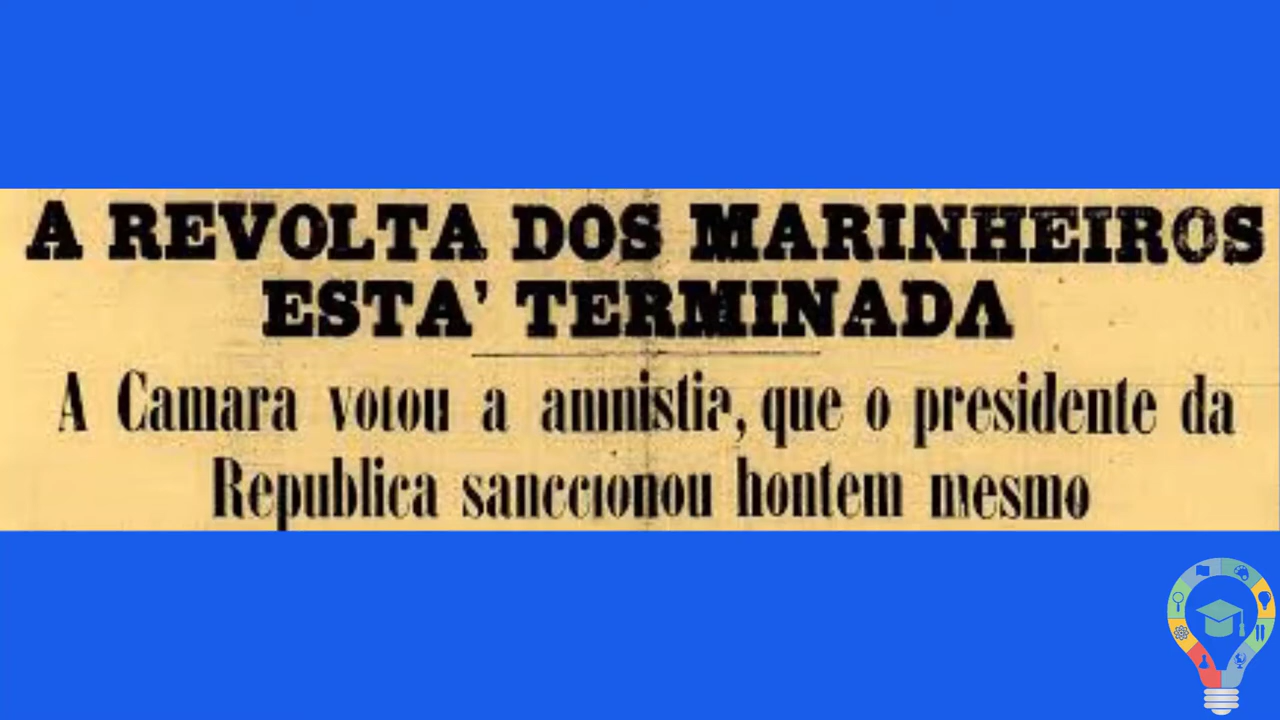 A REVOLTA DOS MARINHEIROS
ESTA' TERMINADA
A Camara votou a amnistia, que o presidente da
Republica sanccionou hontem mesmo